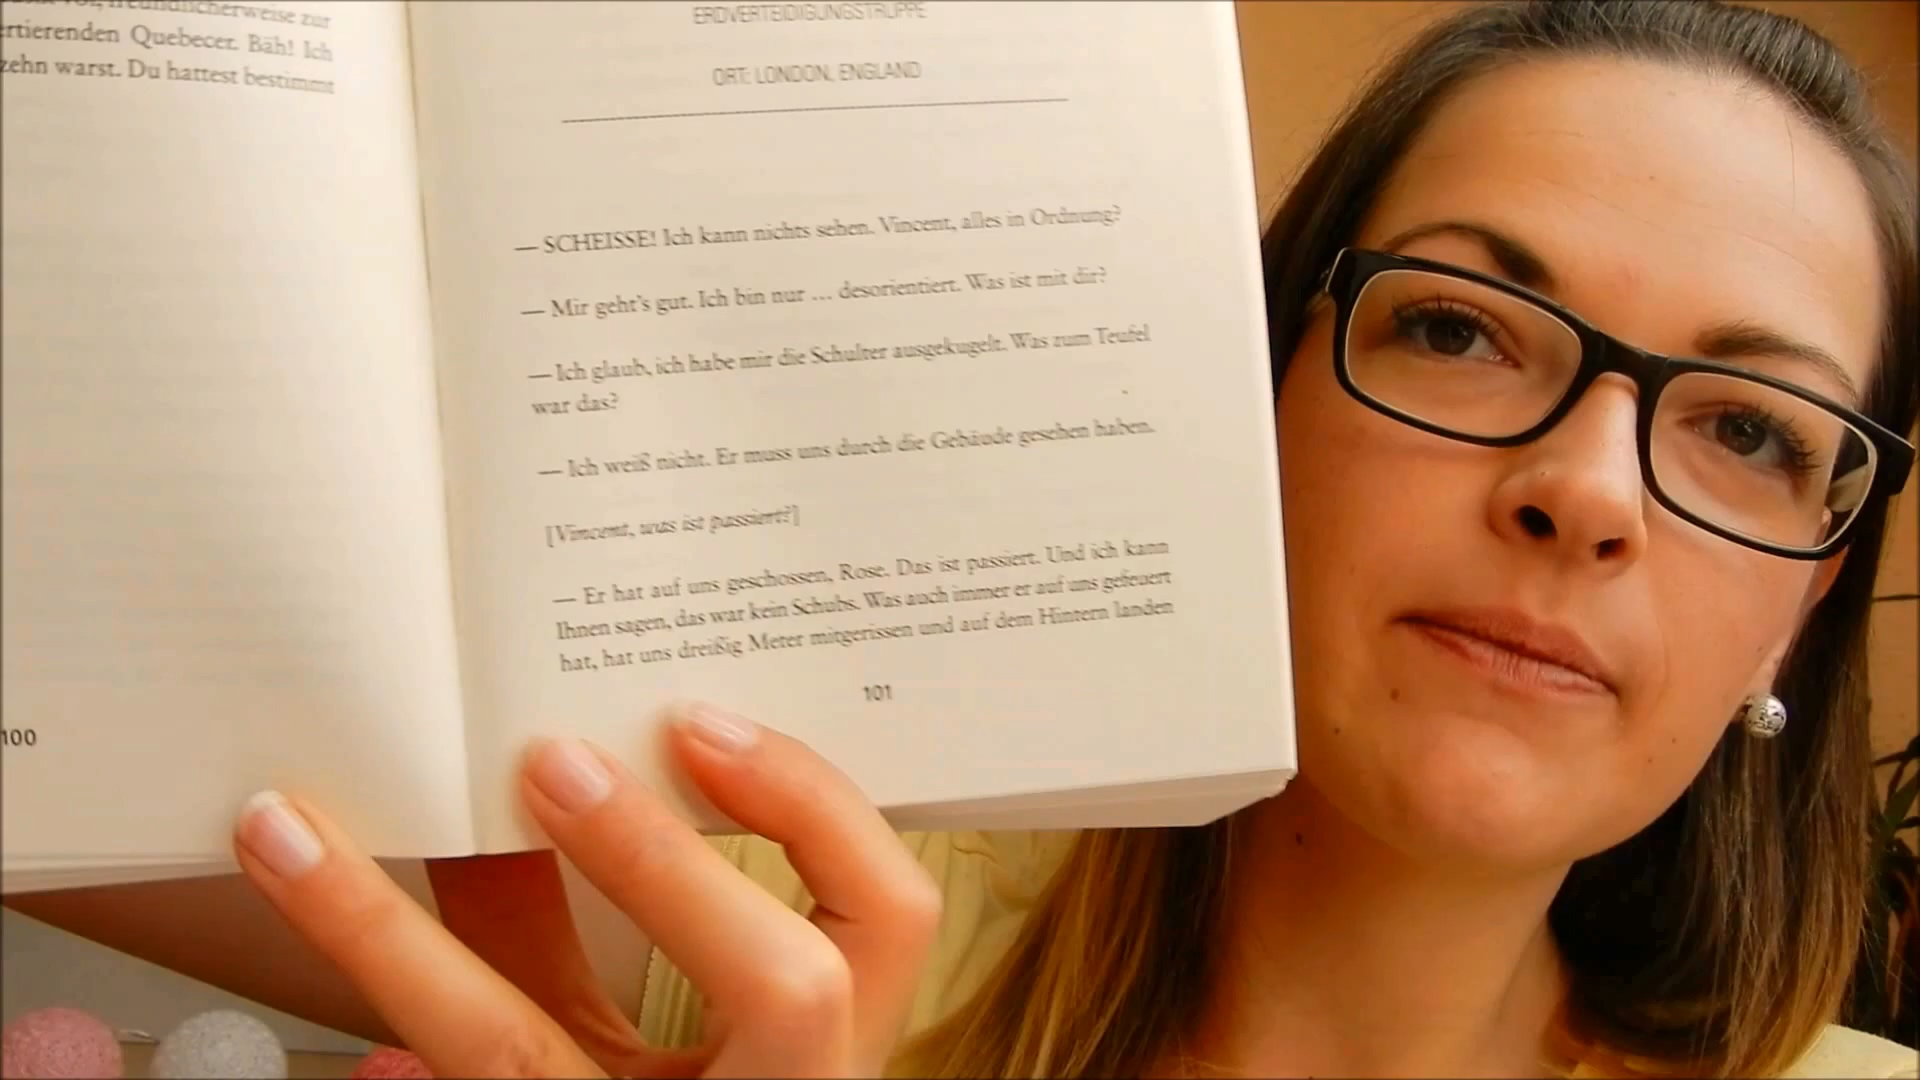 freundlicherweise zur
ertierenden Quebecer. Bäh! Ich
zehn warst. Du hattest bestimmt
100
ERDVERTEIDIGUNGSTRUPPE
ORT: LONDON, ENGLAND
— SCHEISSE! Ich kann nichts sehen. Vincent, alles in Ordnung?
— Mir geht's gut. Ich bin nur ... desorientiert. Was ist mit dir?
— Ich glaub, ich habe mir die Schulter ausgekugelt. Was zum Teufel
war das?
— Ich weiß nicht. Er muss uns durch die Gebäude gesehen haben.
[Vincent, was ist passiert?]
— Er hat auf uns geschossen, Rose. Das ist passiert. Und ich kann
Ihnen sagen, das war kein Schubs. Was auch immer er auf uns gefeuert
hat, hat uns dreißig Meter mitgerissen und auf dem Hintern landen
101